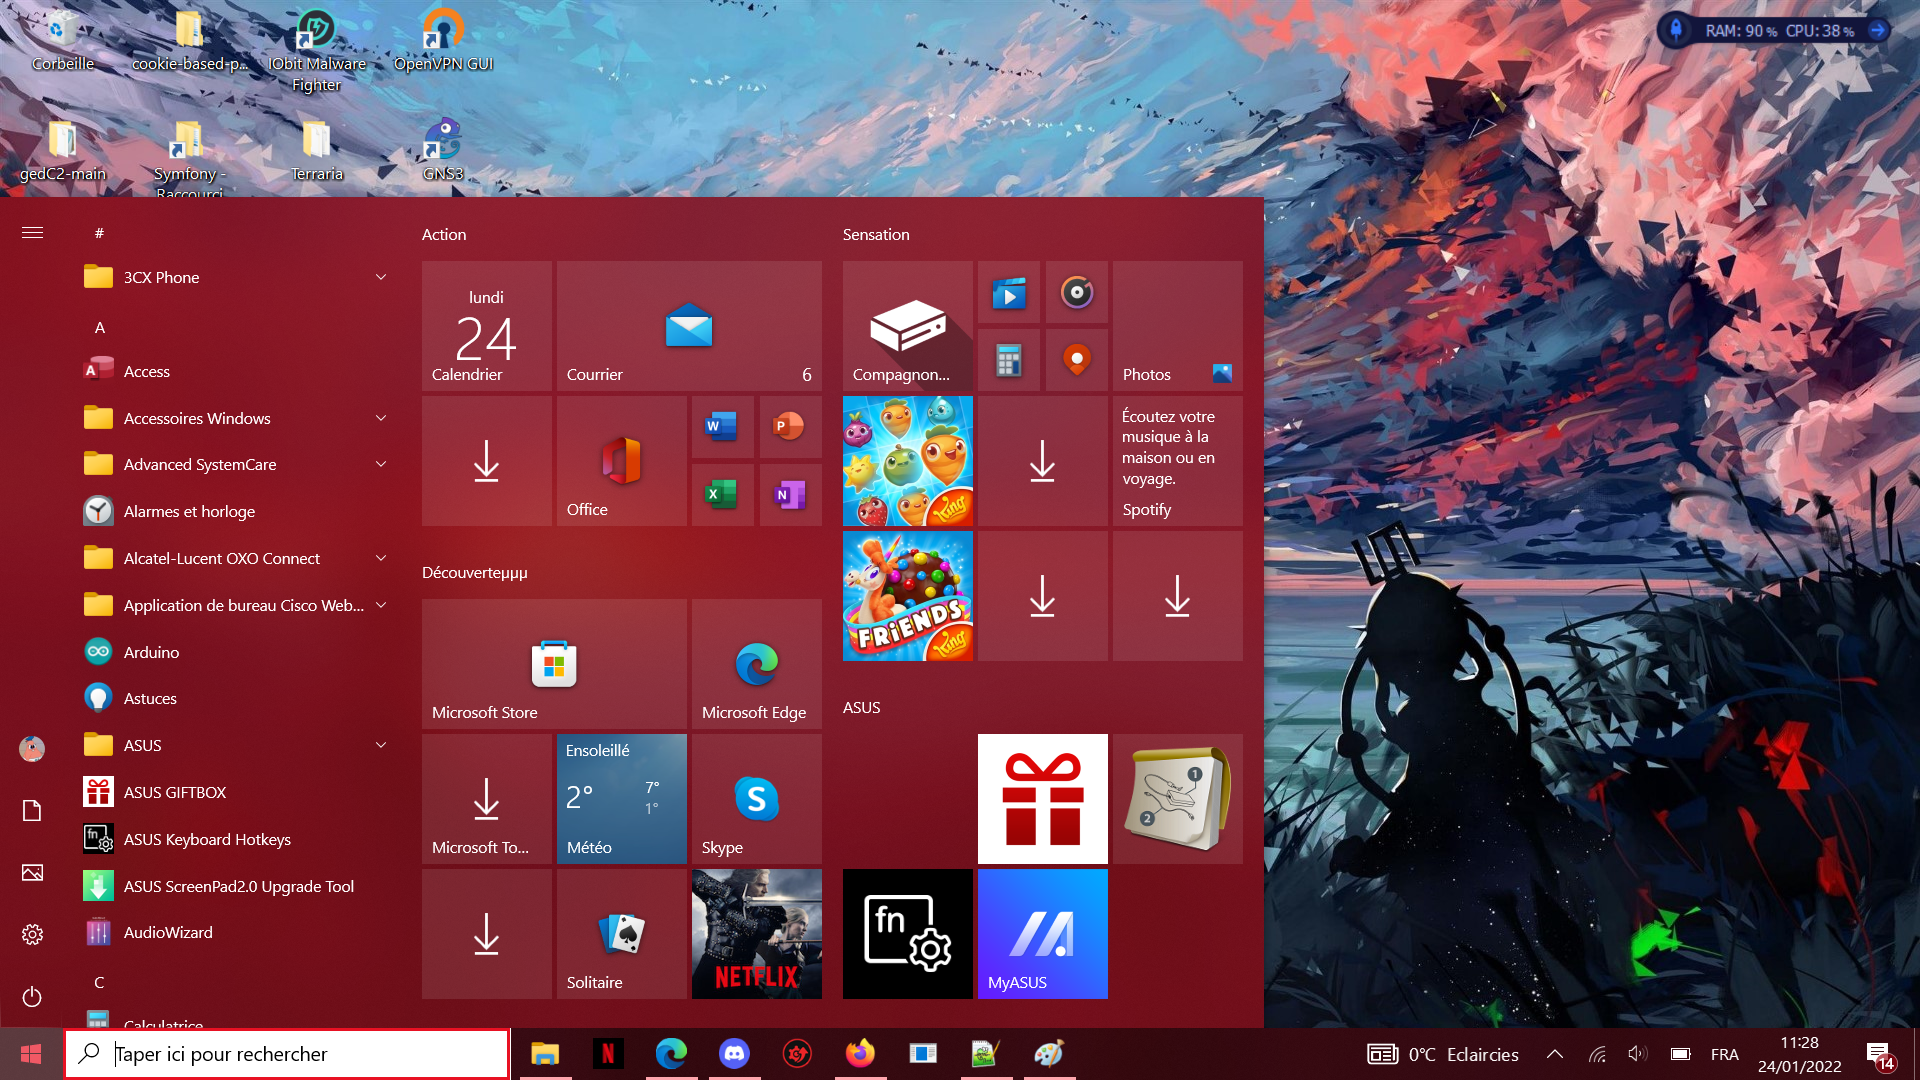 Corbeille
cookie-based-p...
IObit Malware
Fighter
OpenVPN GUI
RAM: 90 % CPU: 38 %
gedC2-main
Symfony -
Raccourci
Terraria
GNS3
#
3CX Phone
A
Access
Accessoires Windows
Advanced SystemCare
Alarmes et horloge
Alcatel-Lucent OXO Connect
Application de bureau Cisco Web...
Arduino
Astuces
ASUS
ASUS GIFTBOX
ASUS Keyboard Hotkeys
ASUS ScreenPad2.0 Upgrade Tool
AudioWizard
C
Calculatrice
Action
lundi
24
Calendrier
Courrier
6
Office
W
P
X
N
Découverteµµµ
Microsoft Store
Microsoft Edge
Microsoft To...
Ensoleillé
2° 7°
1°
Météo
S
Skype
Solitaire
NETFLIX
Sensation
Compagnon...
Photos
King
Écoutez votre
musique à la
maison ou en
voyage.
Spotify
FRIENDS
King
ASUS
1
2
fn
MyASUS
Taper ici pour rechercher
N
0°C Eclaircies
FRA
11:28
24/01/2022
14